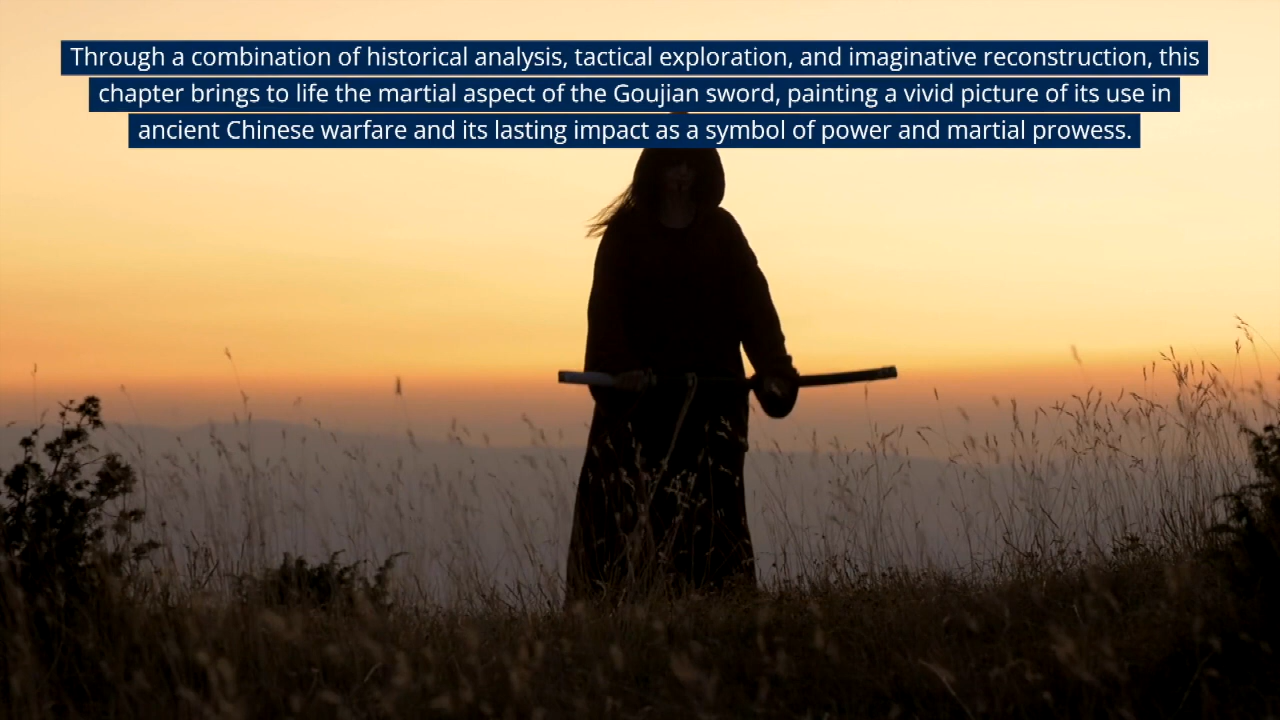 Through a combination of historical analysis, tactical exploration, and imaginative reconstruction, this
chapter brings to life the martial aspect of the Goujian sword, painting a vivid picture of its use in
ancient Chinese warfare and its lasting impact as a symbol of power and martial prowess.